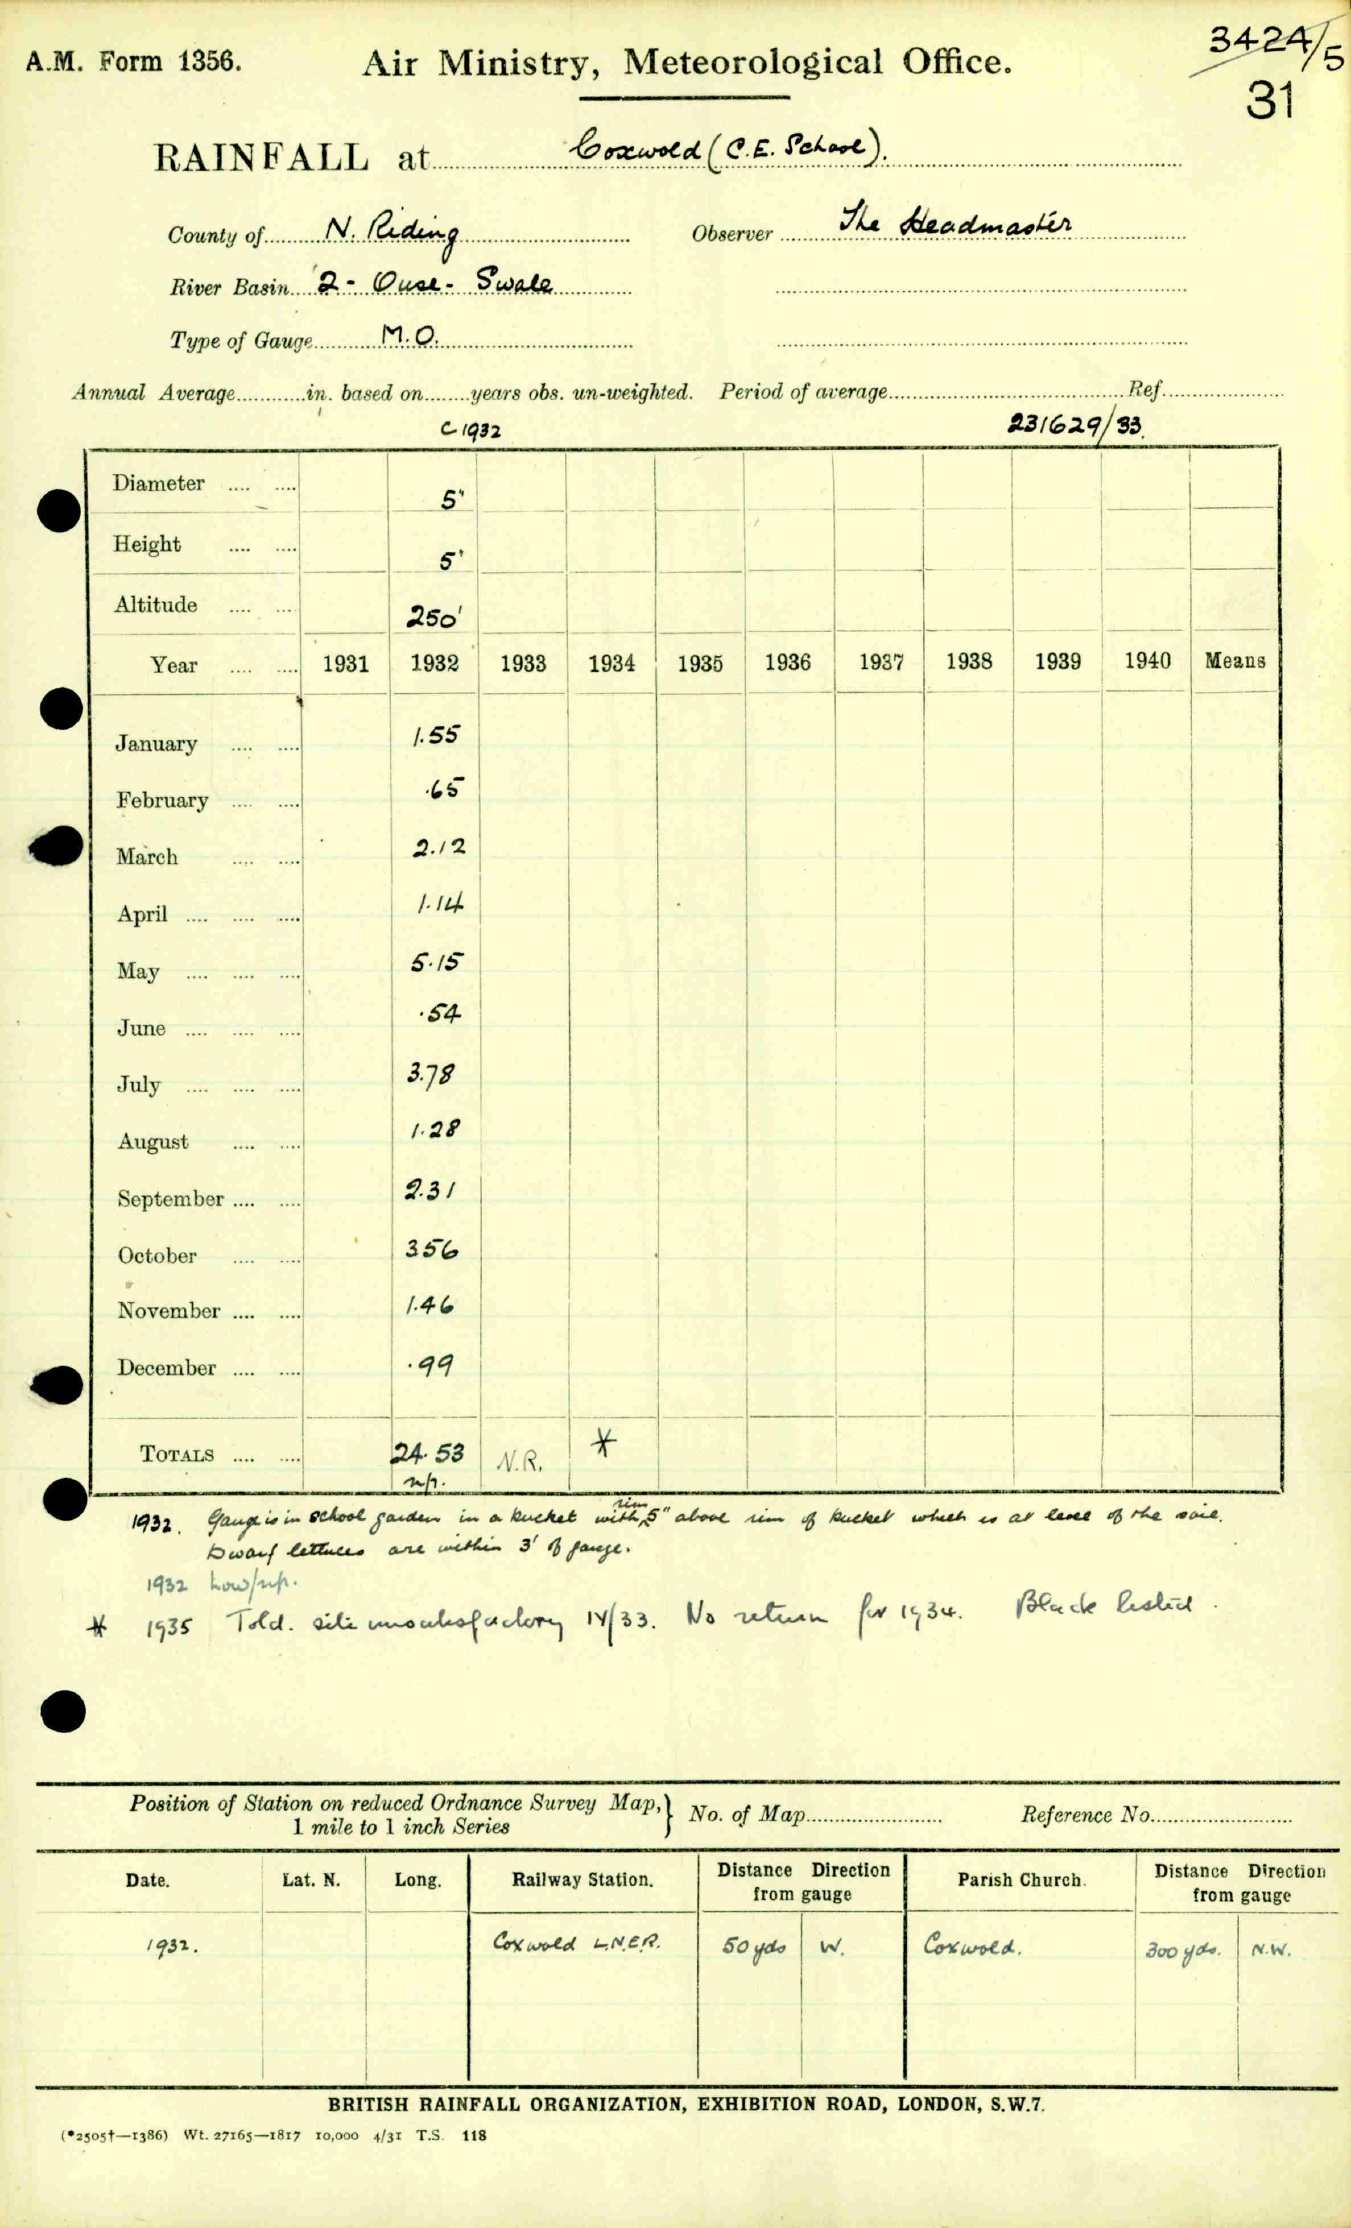 A.M. Form 1356.
Air Ministry, Meteorological Office.
3424/5
31
RAINFALL at Coxwold (C.E. School).
County of N. Riding Observer The Headmaster
River Basin 2 - Ouse - Swale
Type of Gauge M.O.
Annual Average in. based on years obs. un-weighted. Period of average Ref.
C 1932 231629/33.
Diameter 5"
Height 5"
Altitude 250'
Year 1931 1932 1933 1934 1935 1936 1937 1938 1939 1940 Means
January 1.55
February .65
March 2.12
April 1.14
May 5.15
June .54
July 3.78
August 1.28
September 2.31
October 356
November 1.46
December .99
TOTALS 24.53 N.R. *
n/p.
1932. Gauge is in school garden in a bucket with rim 5" above rim of bucket which is at level of the soil.
Dwarf lettuces are within 3' of gauge.
1932 Low/n.p.
* 1935 Told. site unsatisfactory IV/33. No return for 1934. Black listed.
Position of Station on reduced Ordnance Survey Map,} No. of Map Reference No.
1 mile to 1 inch Series
Date. Lat. N. Long. Railway Station. Distance Direction from gauge Parish Church. Distance Direction from gauge
1932. Coxwold L.N.E.R. 50 yds W. Coxwold. 300 yds. N.W.
BRITISH RAINFALL ORGANIZATION, EXHIBITION ROAD, LONDON, S.W.7.
(*2505†—1386) Wt. 27165—1817 10,000 4/31 T.S. 118